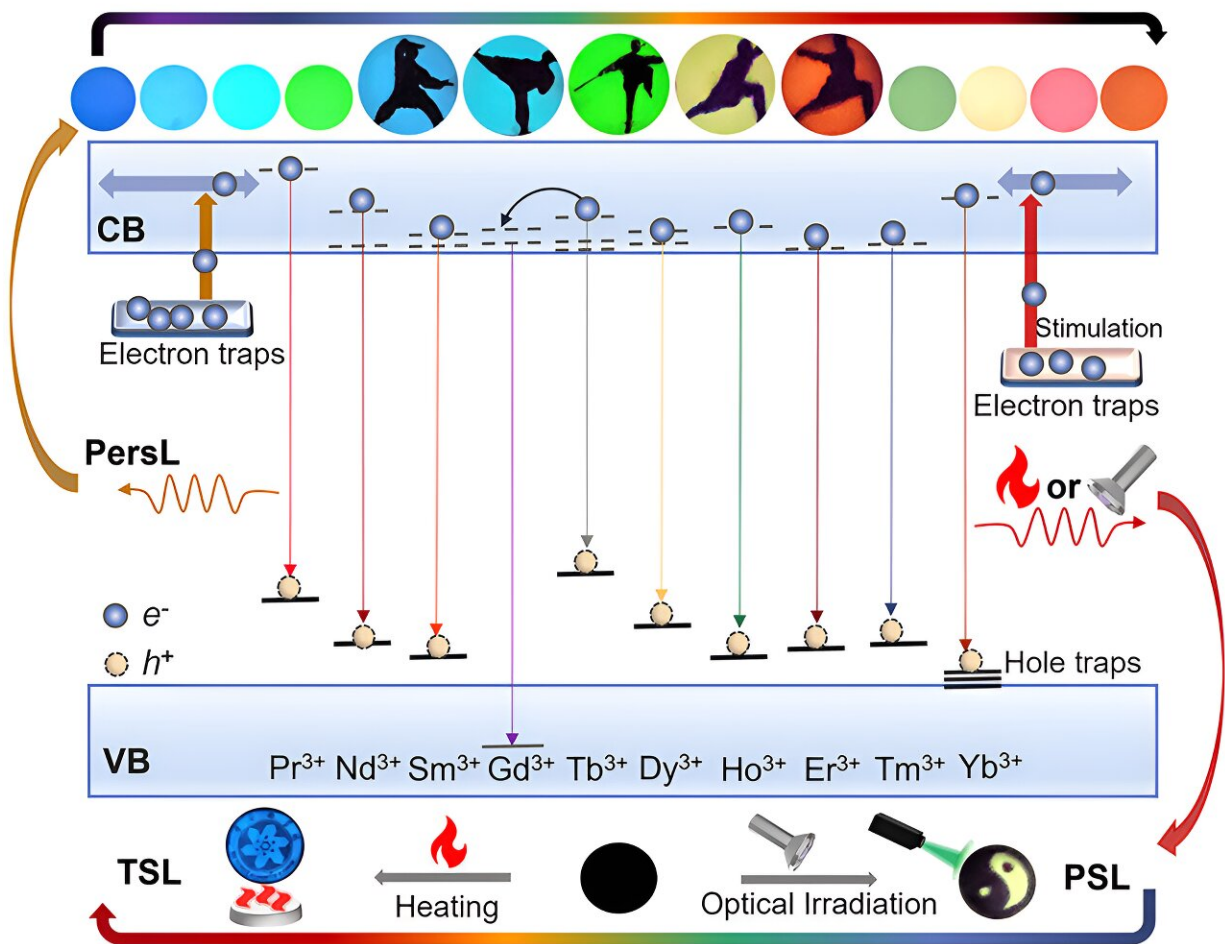 CB
Electron traps
Stimulation
Electron traps
PersL
or
e⁻
h⁺
Hole traps
VB
Pr³⁺ Nd³⁺ Sm³⁺ Gd³⁺ Tb³⁺ Dy³⁺ Ho³⁺ Er³⁺ Tm³⁺ Yb³⁺
TSL
Heating
Optical Irradiation
PSL